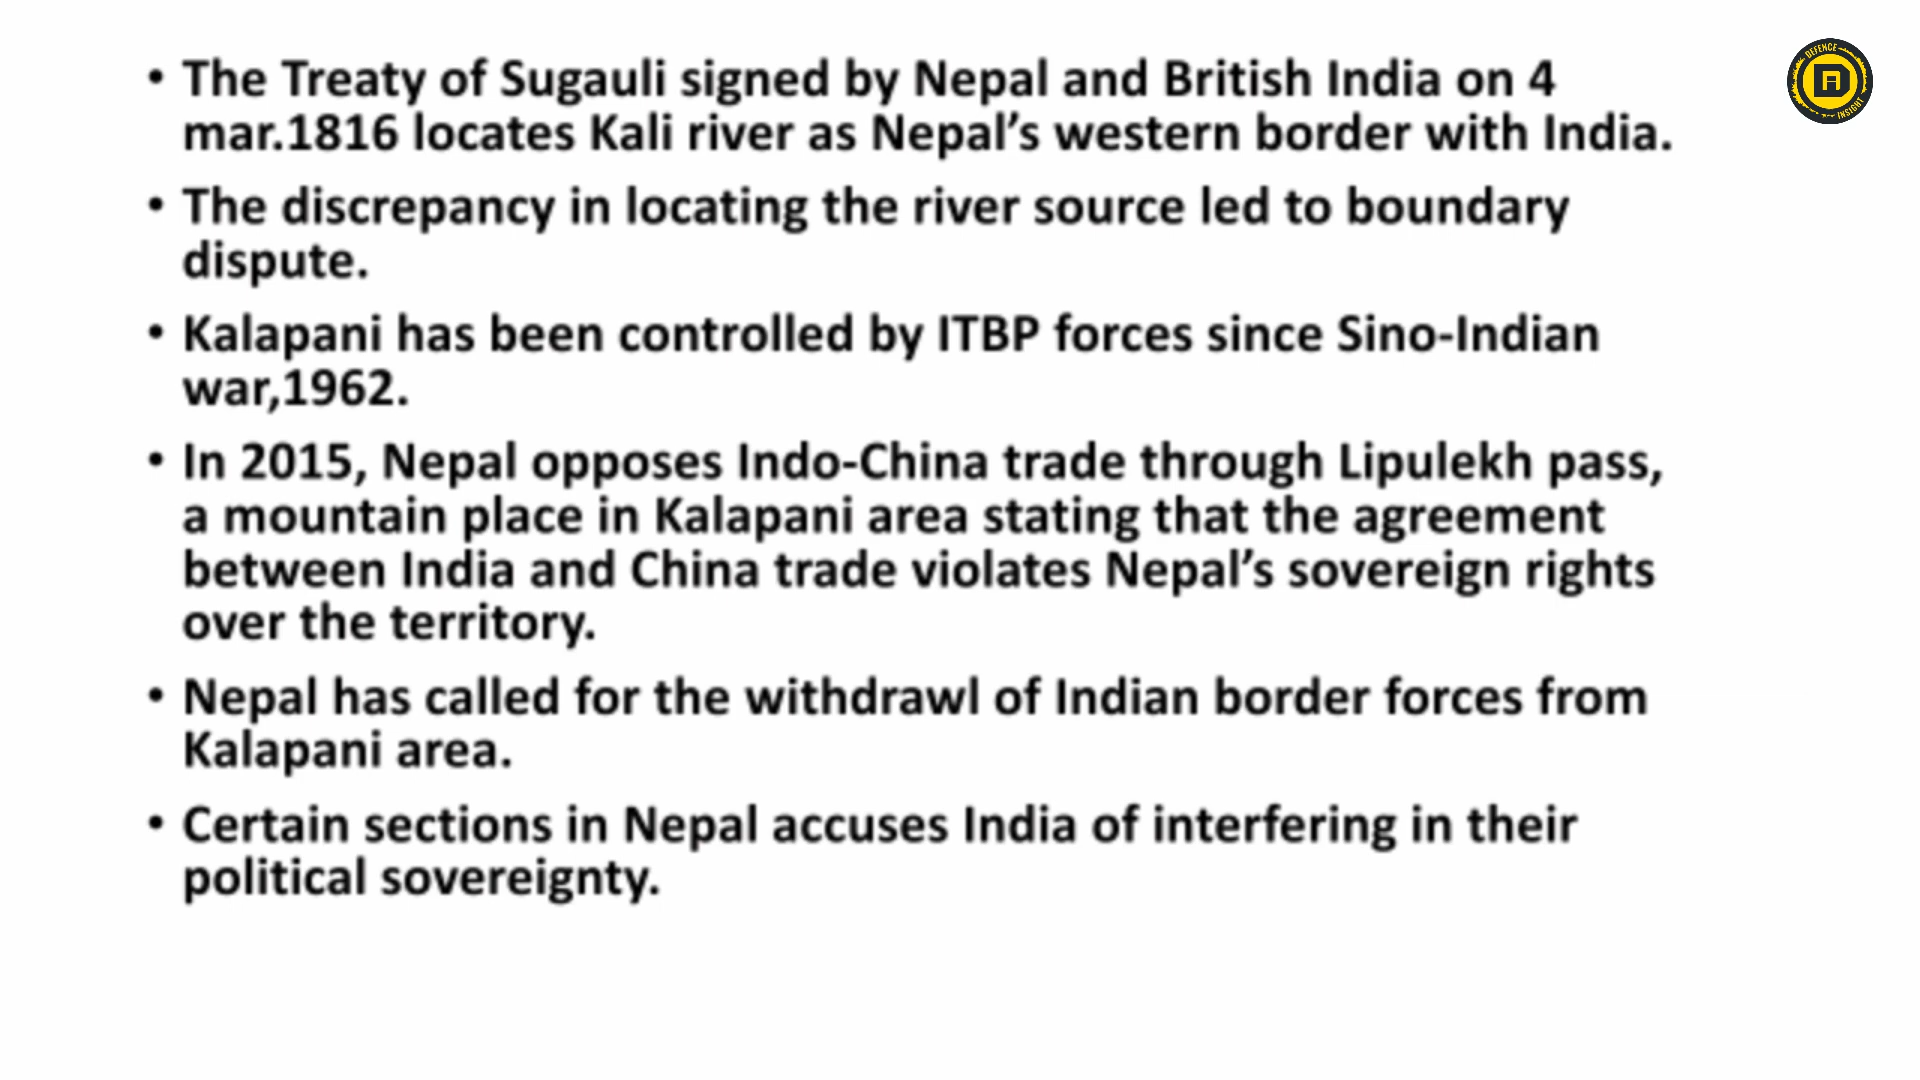 • The Treaty of Sugauli signed by Nepal and British India on 4
mar.1816 locates Kali river as Nepal’s western border with India.
• The discrepancy in locating the river source led to boundary
dispute.
• Kalapani has been controlled by ITBP forces since Sino-Indian
war,1962.
• In 2015, Nepal opposes Indo-China trade through Lipulekh pass,
a mountain place in Kalapani area stating that the agreement
between India and China trade violates Nepal’s sovereign rights
over the territory.
• Nepal has called for the withdrawl of Indian border forces from
Kalapani area.
• Certain sections in Nepal accuses India of interfering in their
political sovereignty.
DEFENCE
INSIGHT